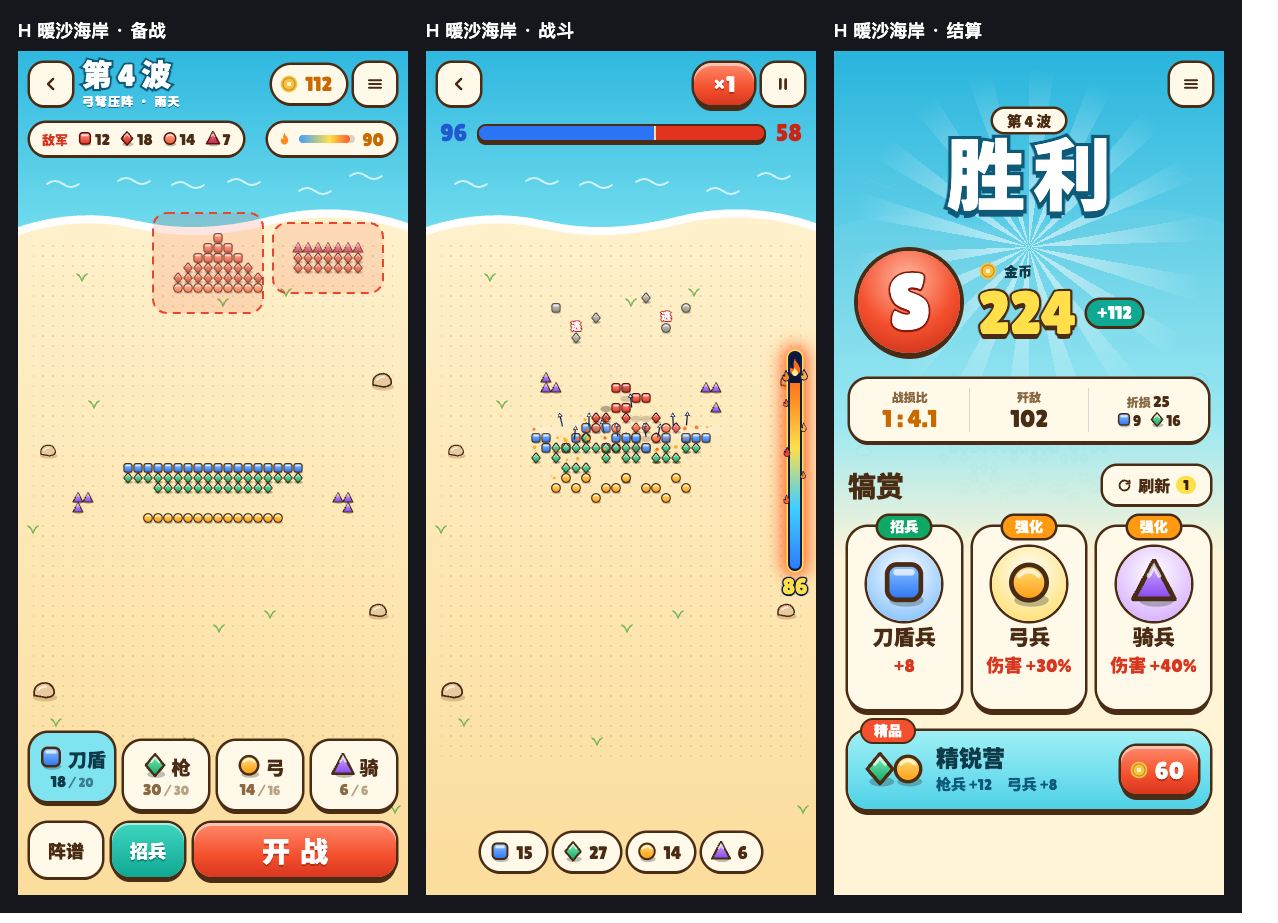 H 暖沙海岸 · 备战
第 4 波
弓弩压阵 · 雨天
112
敌军 12 18 14 7
90
刀盾
18 / 20
枪
30 / 30
弓
14 / 16
骑
6 / 6
阵谱
招兵
开战
H 暖沙海岸 · 战斗
×1
96
58
逃
逃
86
15
27
14
6
H 暖沙海岸 · 结算
第 4 波
胜利
S
金币
224
+112
战损比
1 : 4.1
歼敌
102
折损 25
9 16
犒赏
刷新 1
招兵
刀盾兵
+8
强化
弓兵
伤害 +30%
强化
骑兵
伤害 +40%
精品
精锐营
枪兵 +12 弓兵 +8
60